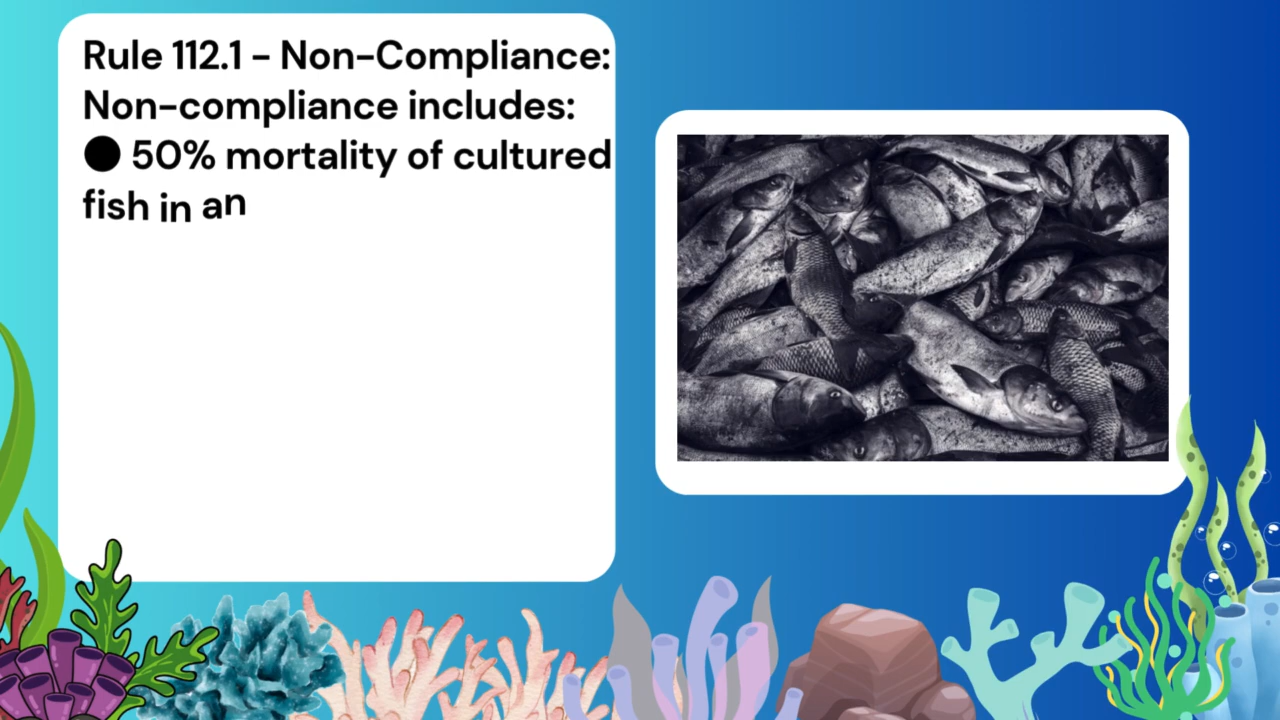 Rule 112.1 - Non-Compliance:
Non-compliance includes:
● 50% mortality of cultured
fish in an